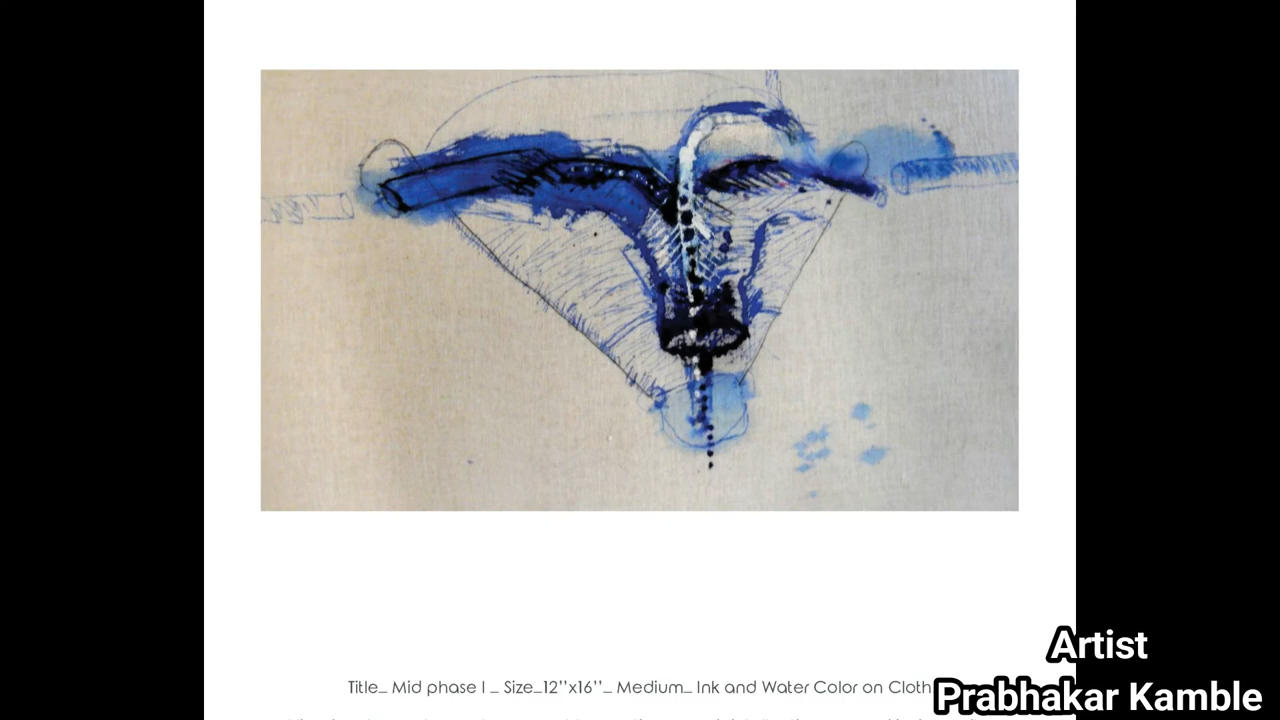 Title_ Mid phase I _ Size_12''x16''_ Medium_ Ink and Water Color on Cloth
Artist
Prabhakar Kamble